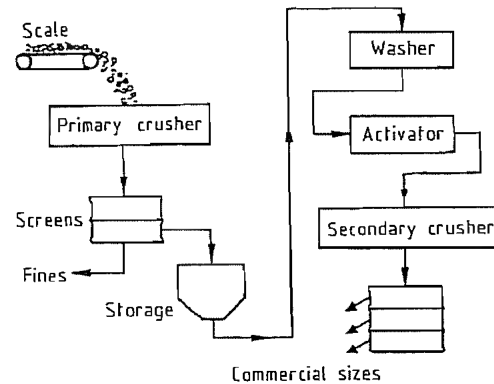 Scale
Primary crusher
Screens
Fines
Storage
Washer
Activator
Secondary crusher
Commercial sizes